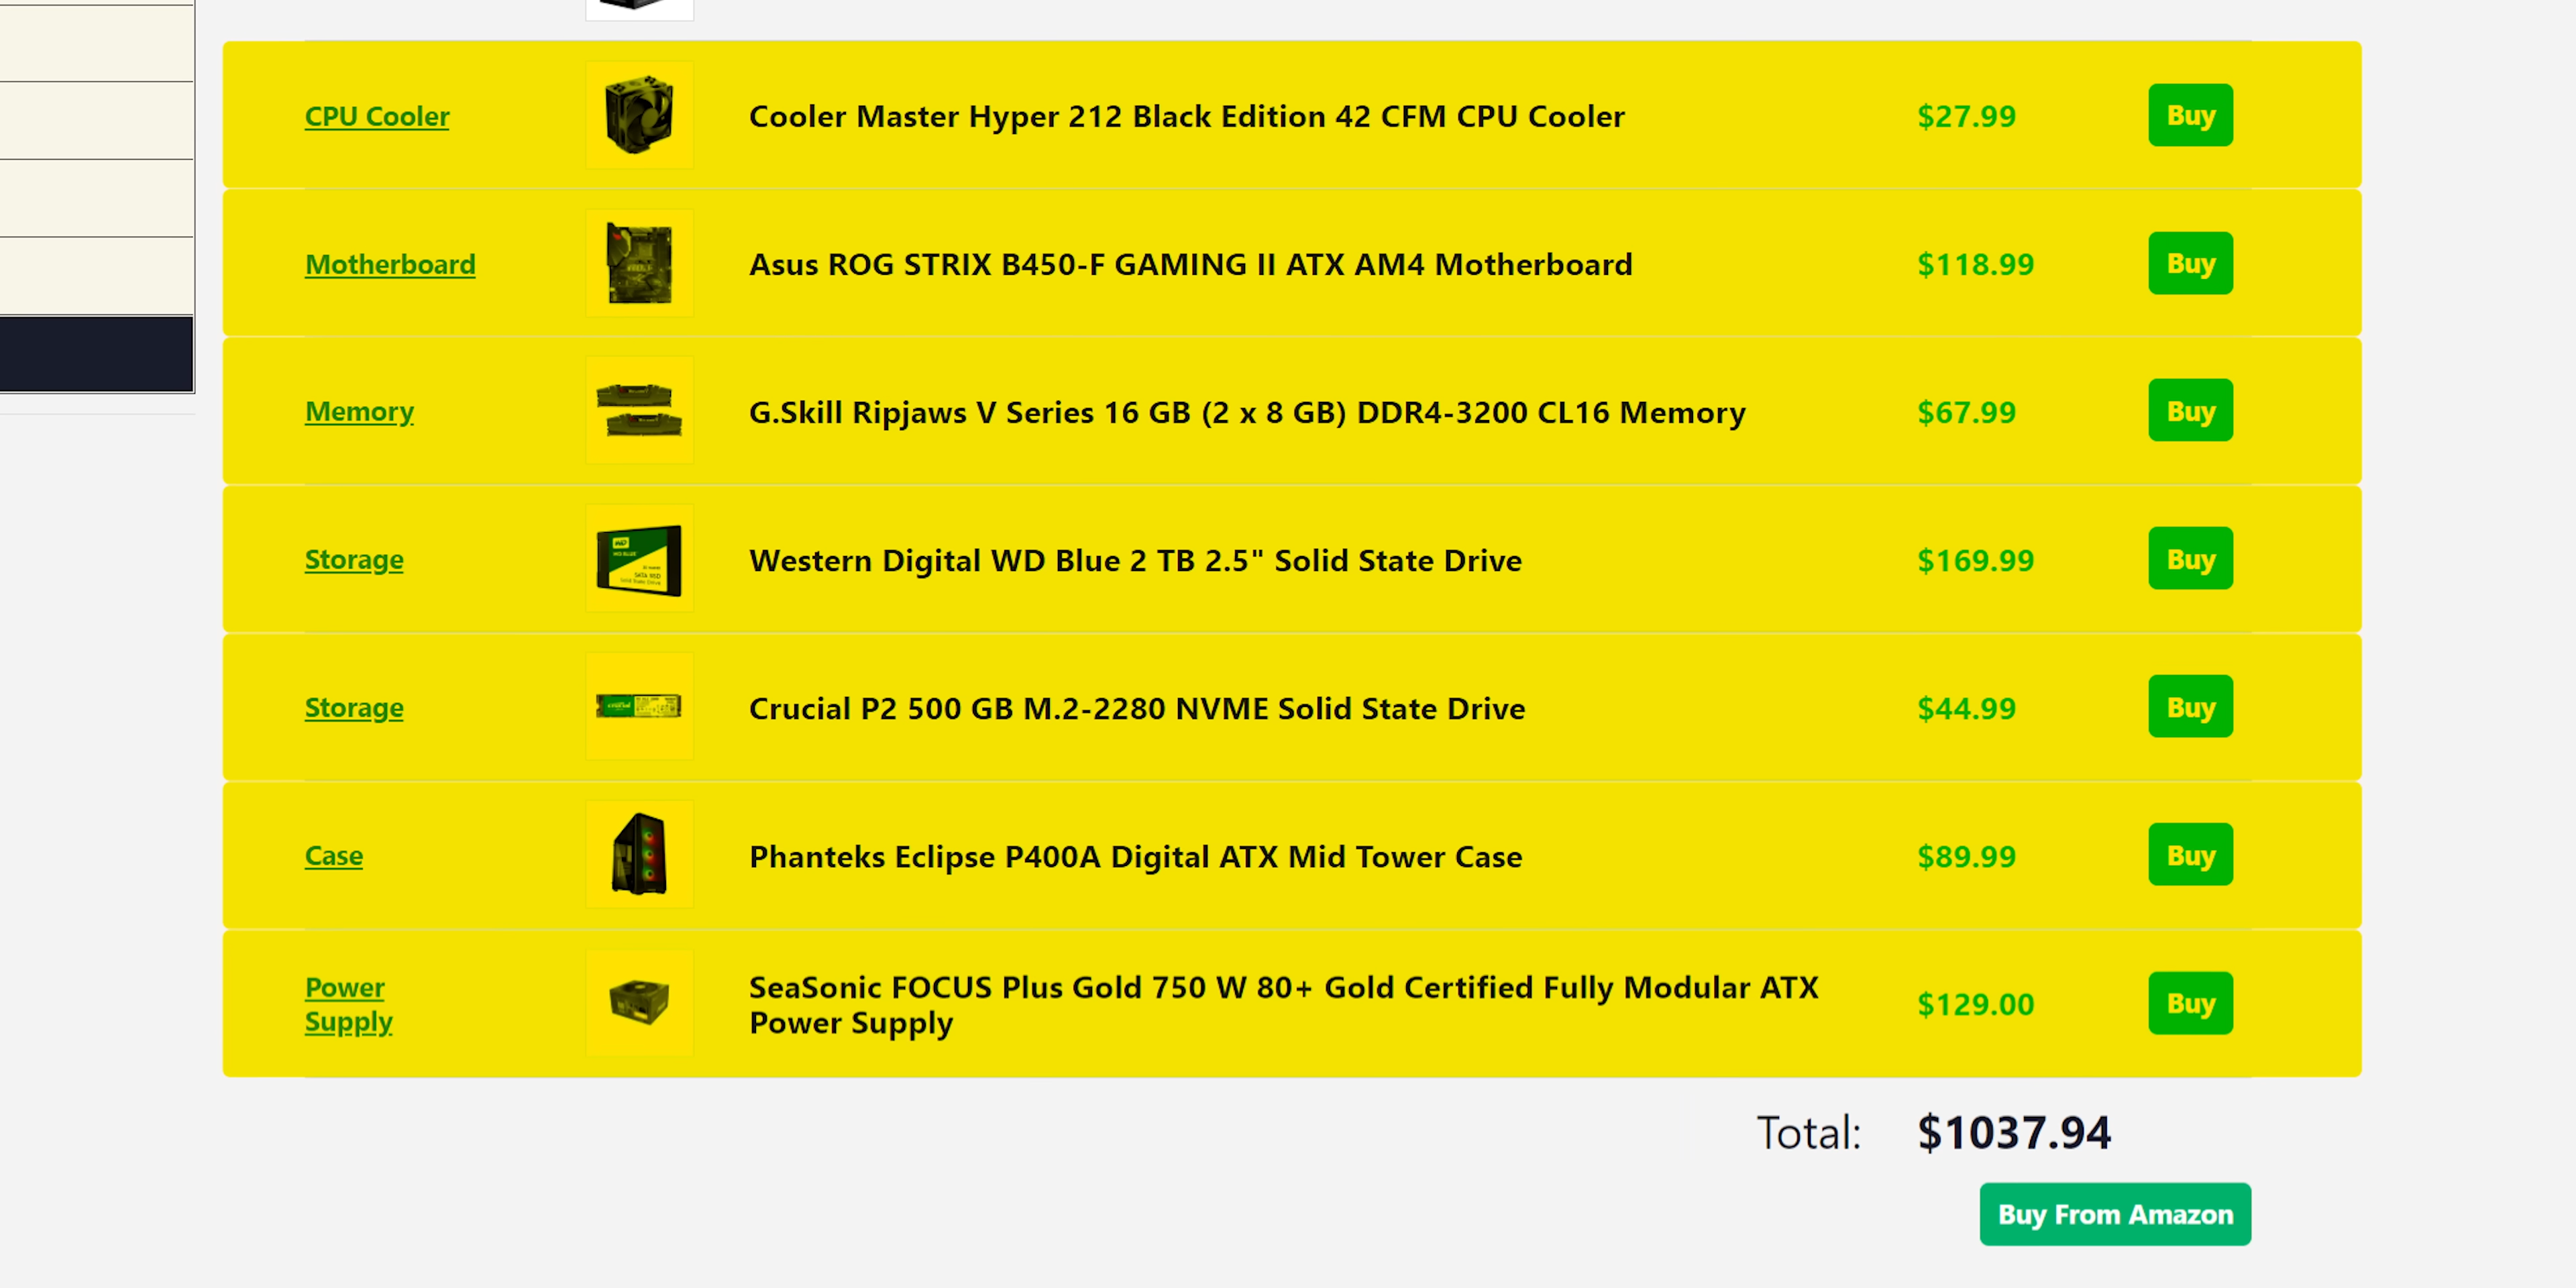 CPU Cooler
Cooler Master Hyper 212 Black Edition 42 CFM CPU Cooler
$27.99
Buy
Motherboard
Asus ROG STRIX B450-F GAMING II ATX AM4 Motherboard
$118.99
Buy
Memory
G.Skill Ripjaws V Series 16 GB (2 x 8 GB) DDR4-3200 CL16 Memory
$67.99
Buy
Storage
Western Digital WD Blue 2 TB 2.5" Solid State Drive
$169.99
Buy
Storage
Crucial P2 500 GB M.2-2280 NVME Solid State Drive
$44.99
Buy
Case
Phanteks Eclipse P400A Digital ATX Mid Tower Case
$89.99
Buy
Power
Supply
SeaSonic FOCUS Plus Gold 750 W 80+ Gold Certified Fully Modular ATX
Power Supply
$129.00
Buy
Total: $1037.94
Buy From Amazon